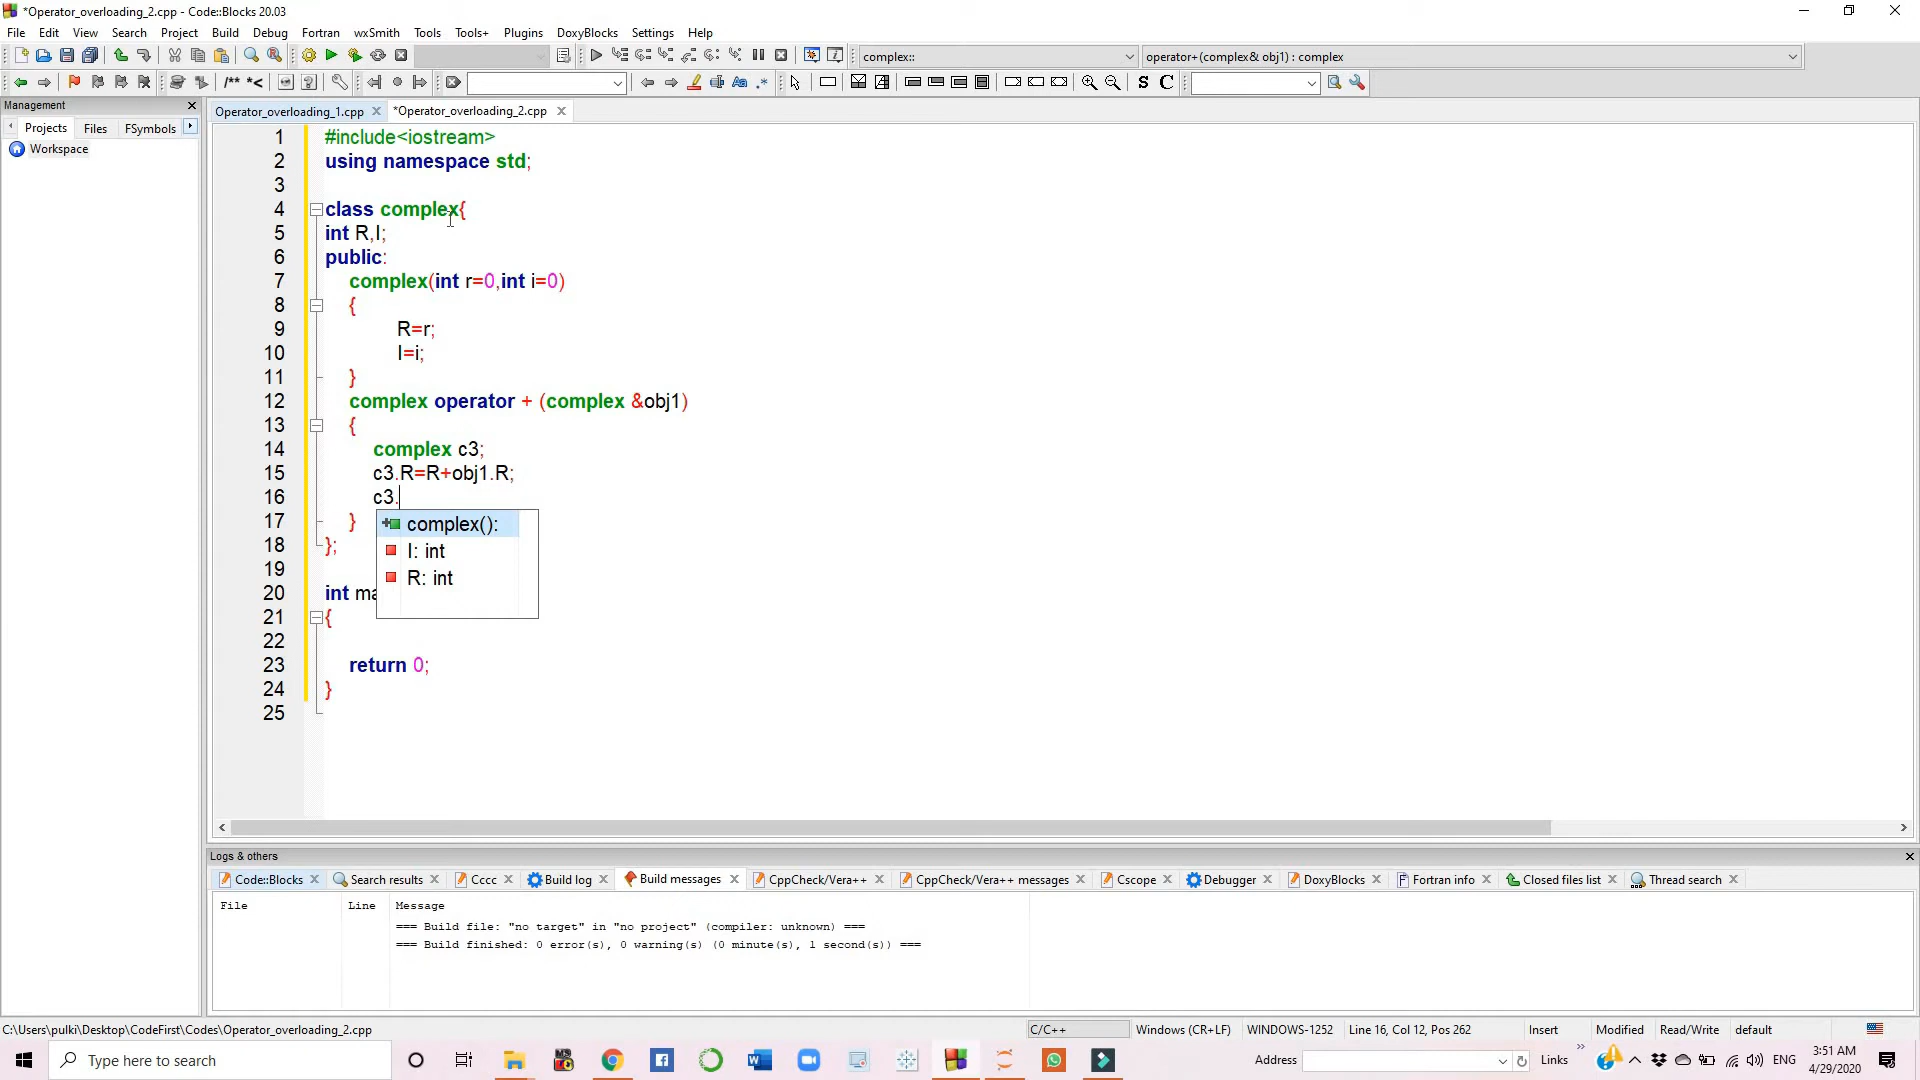 *Operator_overloading_2.cpp - Code::Blocks 20.03
File Edit View Search Project Build Debug Fortran wxSmith Tools Tools+ Plugins DoxyBlocks Settings Help
complex:: operator+(complex& obj1) : complex
/** *< Aa .* S C
Management
Projects Files FSymbols
Workspace
Operator_overloading_1.cpp *Operator_overloading_2.cpp
1 #include<iostream>
2 using namespace std;
3
4 class complex{
5 int R,I;
6 public:
7 complex(int r=0,int i=0)
8 {
9 R=r;
10 I=i;
11 }
12 complex operator + (complex &obj1)
13 {
14 complex c3;
15 c3.R=R+obj1.R;
16 c3.
17 }
18 };
19
20 int ma
21 {
22
23 return 0;
24 }
25
complex():
I: int
R: int
Logs & others
Code::Blocks Search results Cccc Build log Build messages CppCheck/Vera++ CppCheck/Vera++ messages Cscope Debugger DoxyBlocks Fortran info Closed files list Thread search
File Line Message
=== Build file: "no target" in "no project" (compiler: unknown) ===
=== Build finished: 0 error(s), 0 warning(s) (0 minute(s), 1 second(s)) ===
C:\Users\pulki\Desktop\CodeFirst\Codes\Operator_overloading_2.cpp C/C++ Windows (CR+LF) WINDOWS-1252 Line 16, Col 12, Pos 262 Insert Modified Read/Write default
Type here to search Address Links ENG 3:51 AM
4/29/2020